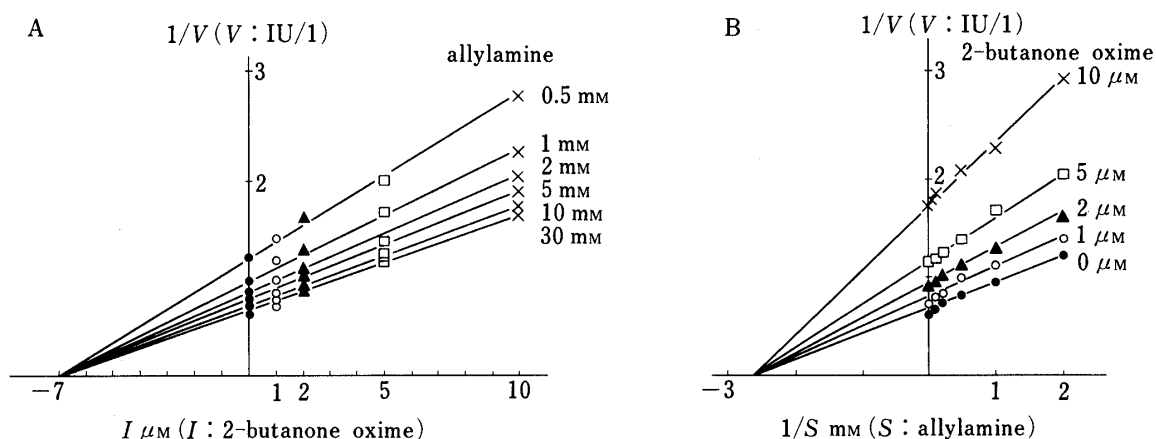 A
1/V (V : IU/1)
3
2
allylamine
0.5 mM
1 mM
2 mM
5 mM
10 mM
30 mM
−7 1 2 5 10
I μM (I : 2-butanone oxime)
B
1/V (V : IU/1)
3
2
2-butanone oxime
10 μM
5 μM
2 μM
1 μM
0 μM
−3 1 2
1/S mM (S : allylamine)